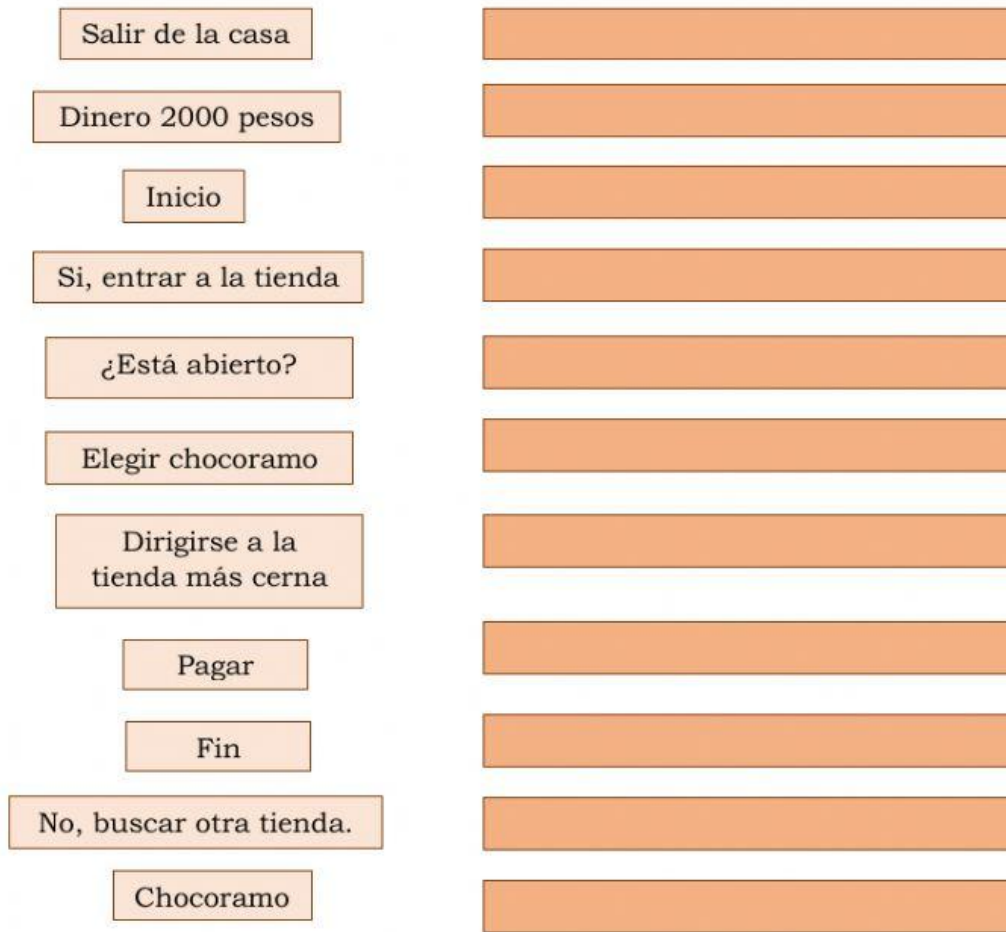 Salir de la casa
Dinero 2000 pesos
Inicio
Si, entrar a la tienda
¿Está abierto?
Elegir chocoramo
Dirigirse a la
tienda más cerna
Pagar
Fin
No, buscar otra tienda.
Chocoramo